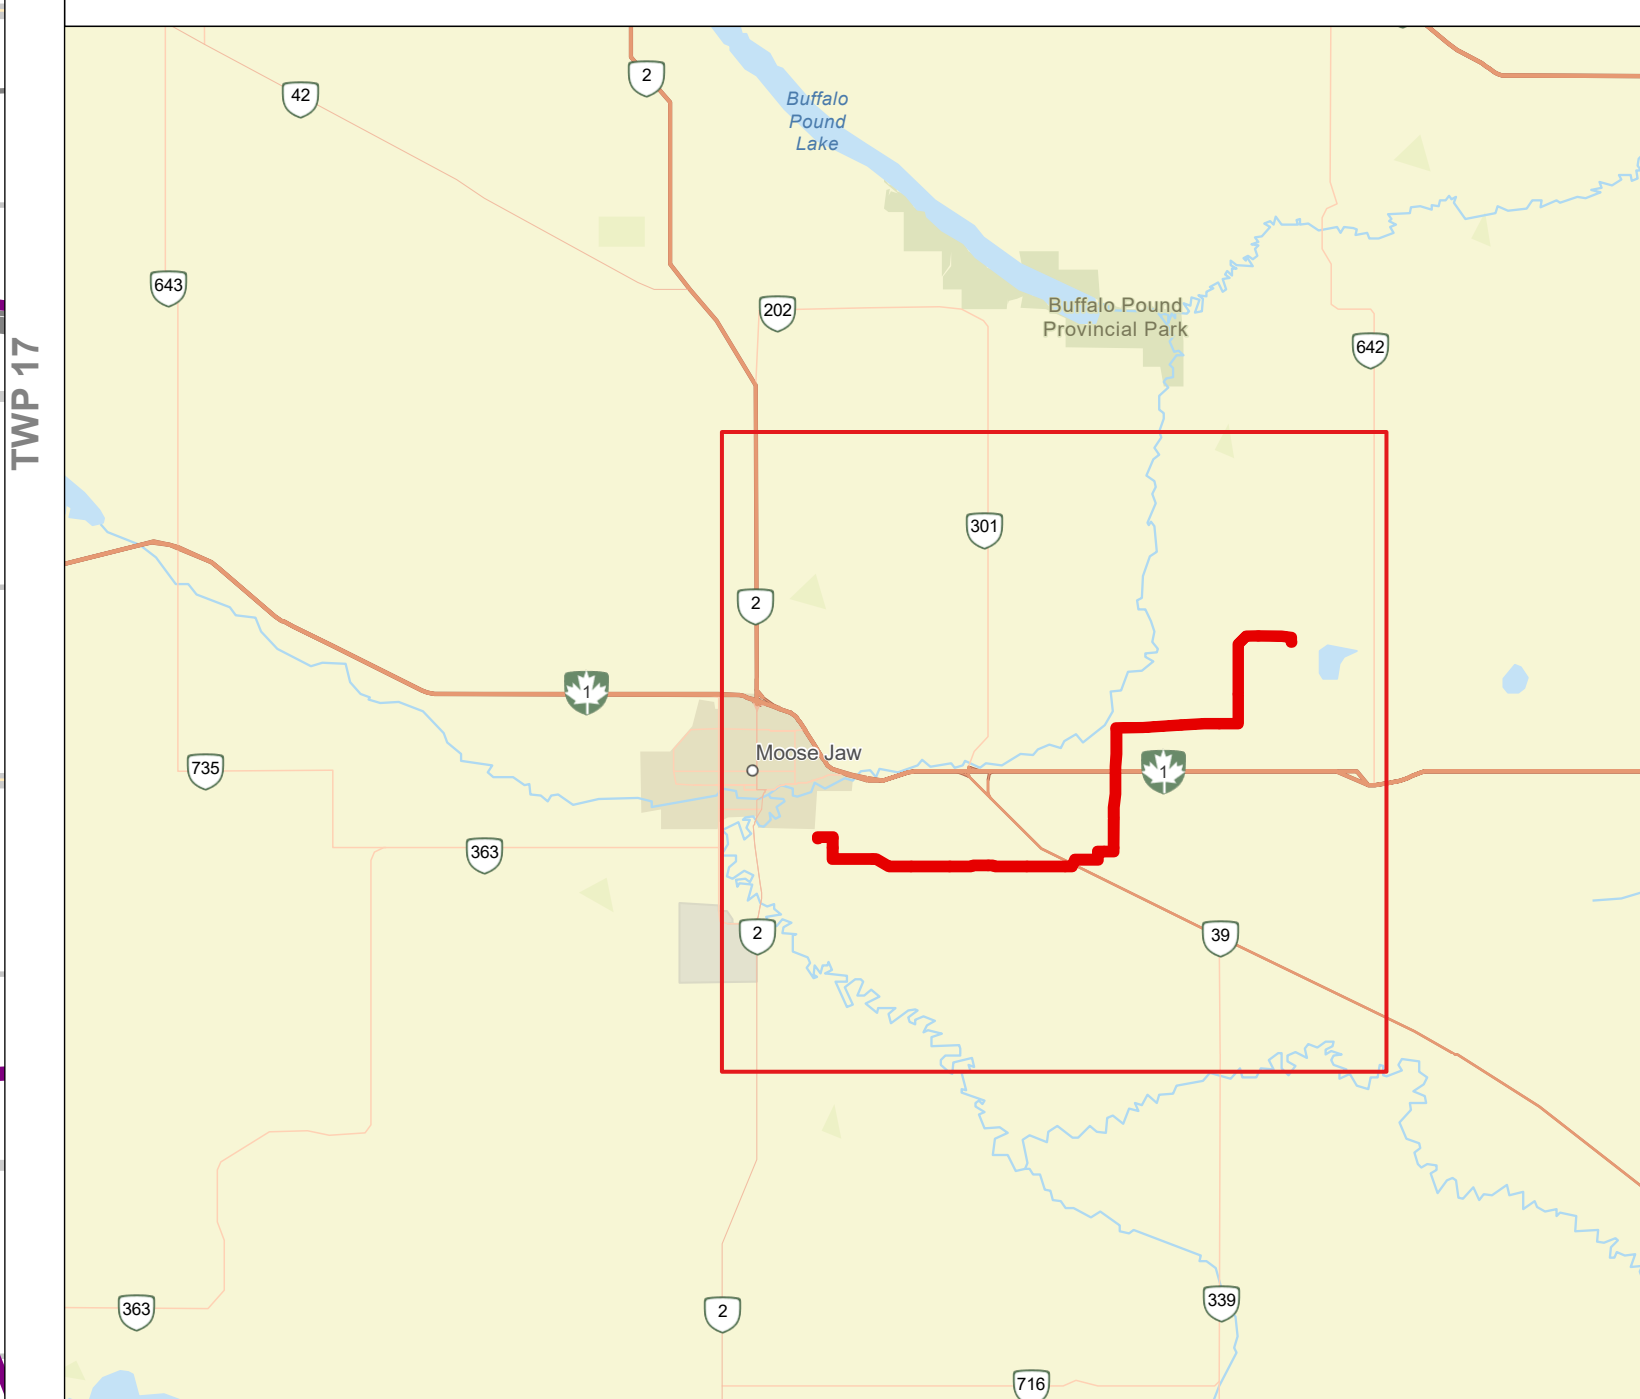 2
42
Buffalo
Pound
Lake
TWP 17
643
202
Buffalo Pound
Provincial Park
642
301
2
1
Moose Jaw
735
1
363
2
39
363
2
339
716